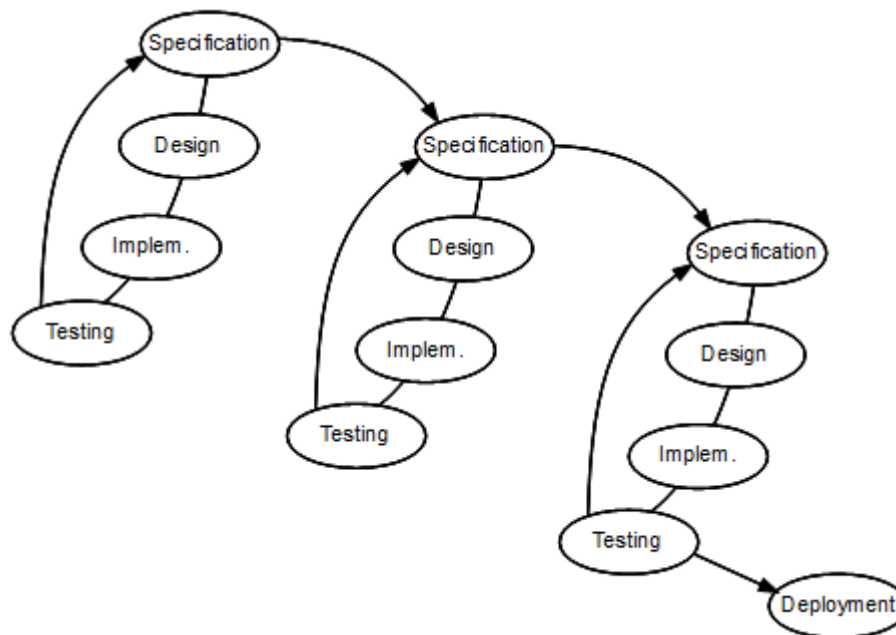 Specification
Design
Implem.
Testing
Specification
Design
Implem.
Testing
Specification
Design
Implem.
Testing
Deployment